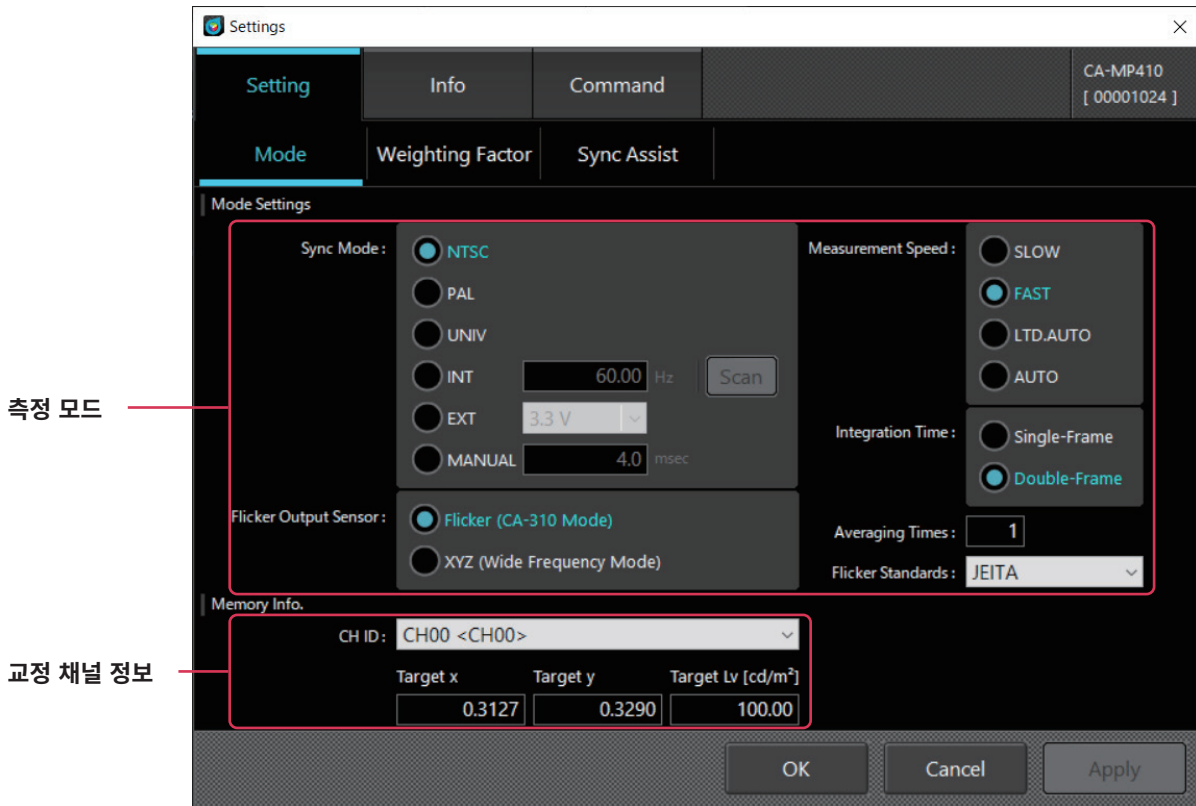 Settings
Setting
Info
Command
CA-MP410
[ 00001024 ]
Mode
Weighting Factor
Sync Assist
Mode Settings
측정 모드
Sync Mode :
NTSC
PAL
UNIV
INT 60.00 Hz Scan
EXT 3.3 V
MANUAL 4.0 msec
Flicker Output Sensor :
Flicker (CA-310 Mode)
XYZ (Wide Frequency Mode)
Measurement Speed :
SLOW
FAST
LTD.AUTO
AUTO
Integration Time :
Single-Frame
Double-Frame
Averaging Times : 1
Flicker Standards : JEITA
Memory Info.
교정 채널 정보
CH ID : CH00 <CH00>
Target x Target y Target Lv [cd/m²]
0.3127 0.3290 100.00
OK Cancel Apply